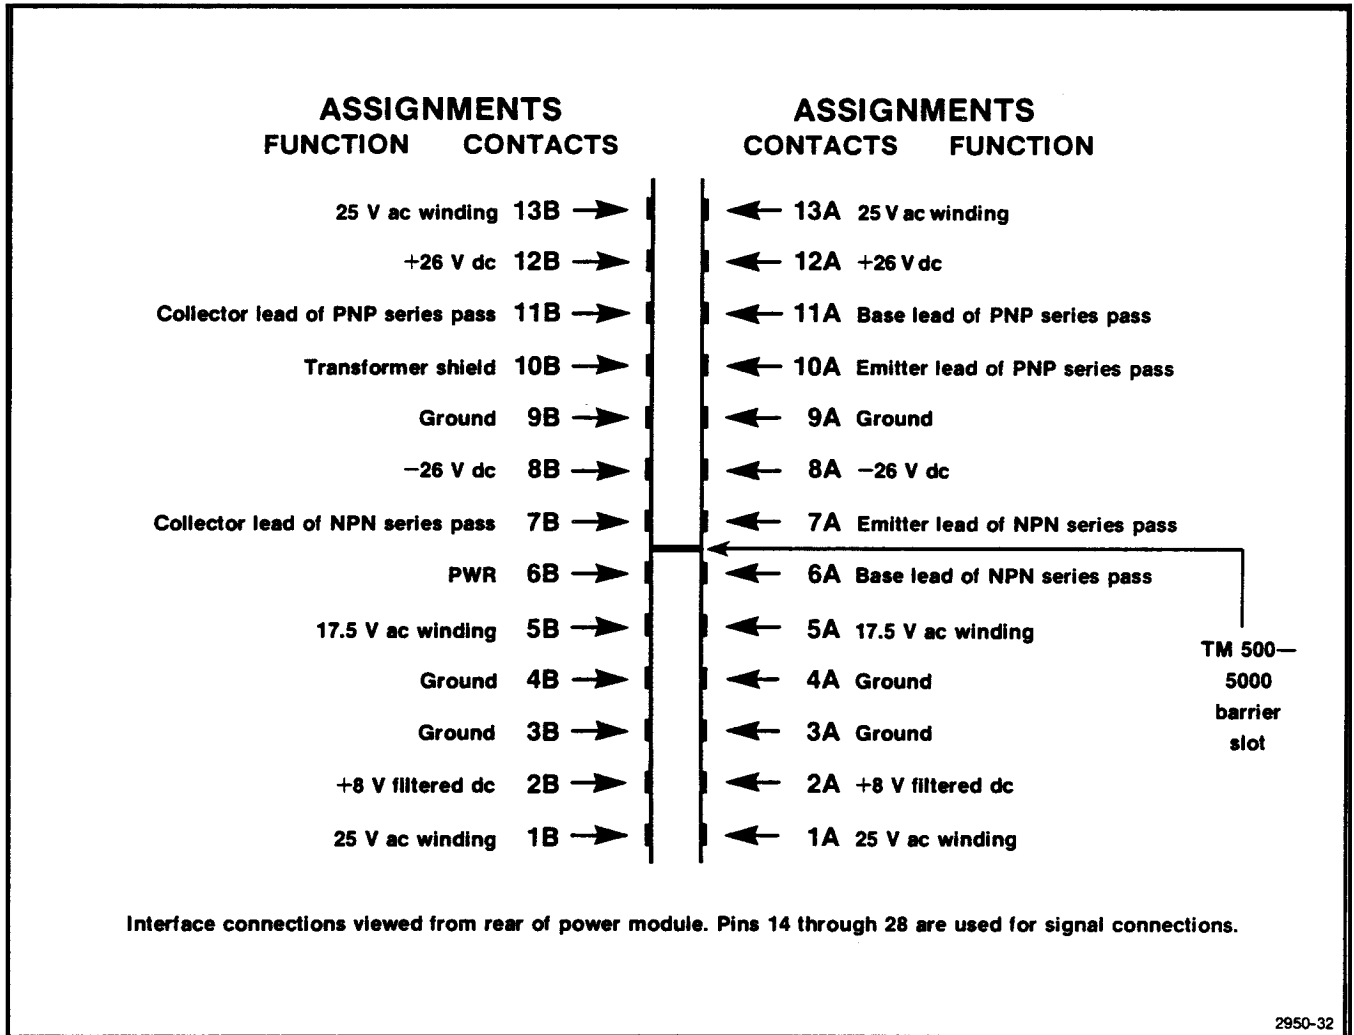 ASSIGNMENTS ASSIGNMENTS
FUNCTION CONTACTS CONTACTS FUNCTION
25 V ac winding 13B 13A 25 V ac winding
+26 V dc 12B 12A +26 V dc
Collector lead of PNP series pass 11B 11A Base lead of PNP series pass
Transformer shield 10B 10A Emitter lead of PNP series pass
Ground 9B 9A Ground
−26 V dc 8B 8A −26 V dc
Collector lead of NPN series pass 7B 7A Emitter lead of NPN series pass
PWR 6B 6A Base lead of NPN series pass
17.5 V ac winding 5B 5A 17.5 V ac winding
TM 500—
Ground 4B 4A Ground 5000
barrier
Ground 3B 3A Ground
slot
+8 V filtered dc 2B 2A +8 V filtered dc
25 V ac winding 1B 1A 25 V ac winding
Interface connections viewed from rear of power module. Pins 14 through 28 are used for signal connections.
2950-32